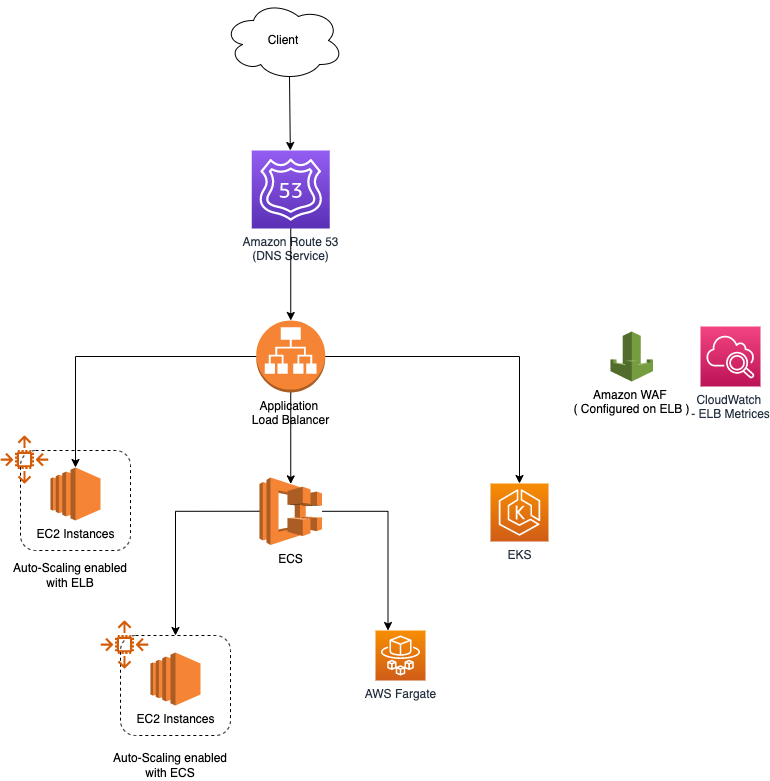 Client
53
Amazon Route 53
(DNS Service)
Application
Load Balancer
Amazon WAF
( Configured on ELB )
CloudWatch
- ELB Metrices
EC2 Instances
Auto-Scaling enabled
with ELB
ECS
K
EKS
EC2 Instances
Auto-Scaling enabled
with ECS
AWS Fargate